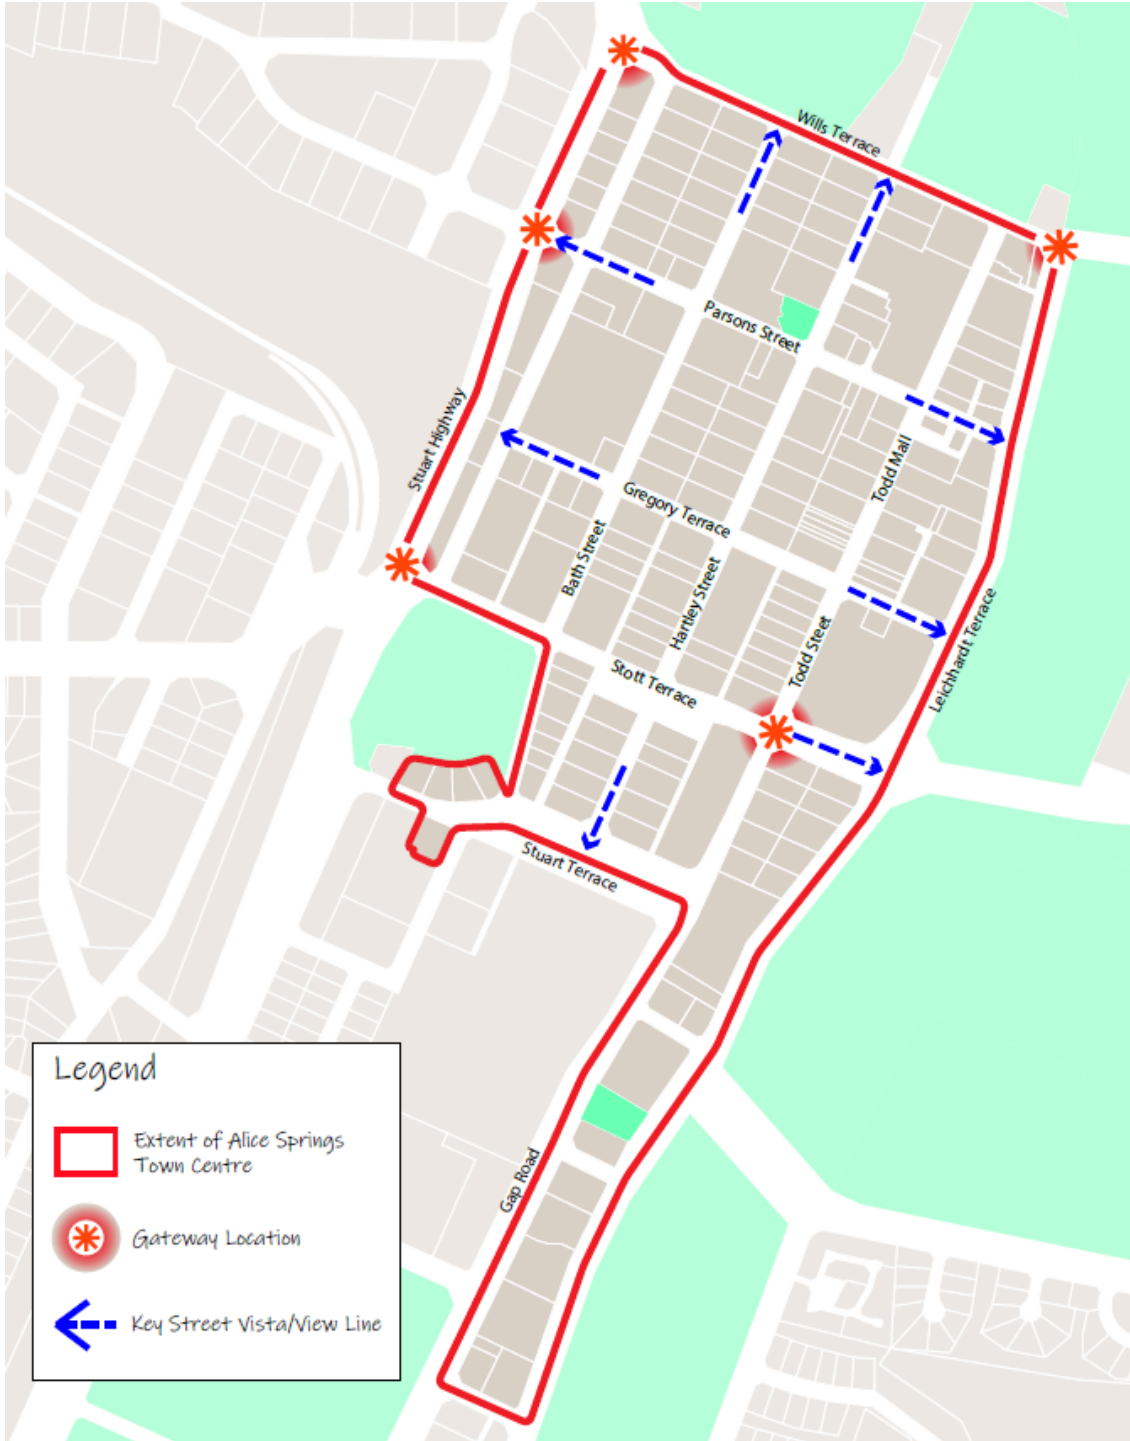 Wills Terrace
Parsons Street
Stuart Highway
Todd Mall
Gregory Terrace
Bath Street
Hartley Street
Todd Steet
Leichhardt Terrace
Stott Terrace
Stuart Terrace
Gap Road
Legend
Extent of Alice Springs
Town Centre
Gateway Location
Key Street Vista/View Line